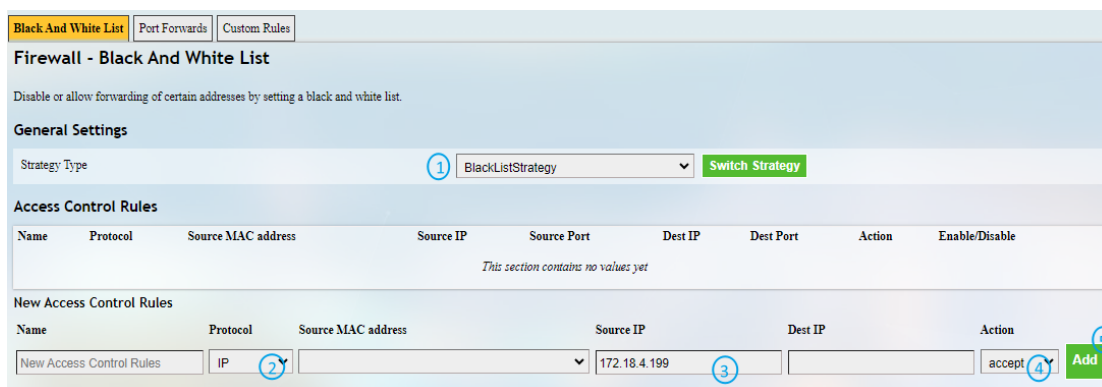 Black And White List Port Forwards Custom Rules
Firewall - Black And White List
Disable or allow forwarding of certain addresses by setting a black and white list.
General Settings
Strategy Type 1 BlackListStrategy Switch Strategy
Access Control Rules
Name Protocol Source MAC address Source IP Source Port Dest IP Dest Port Action Enable/Disable
This section contains no values yet
New Access Control Rules
Name Protocol Source MAC address Source IP Dest IP Action
New Access Control Rules IP 2 172.18.4.199 3 accept 4 Add